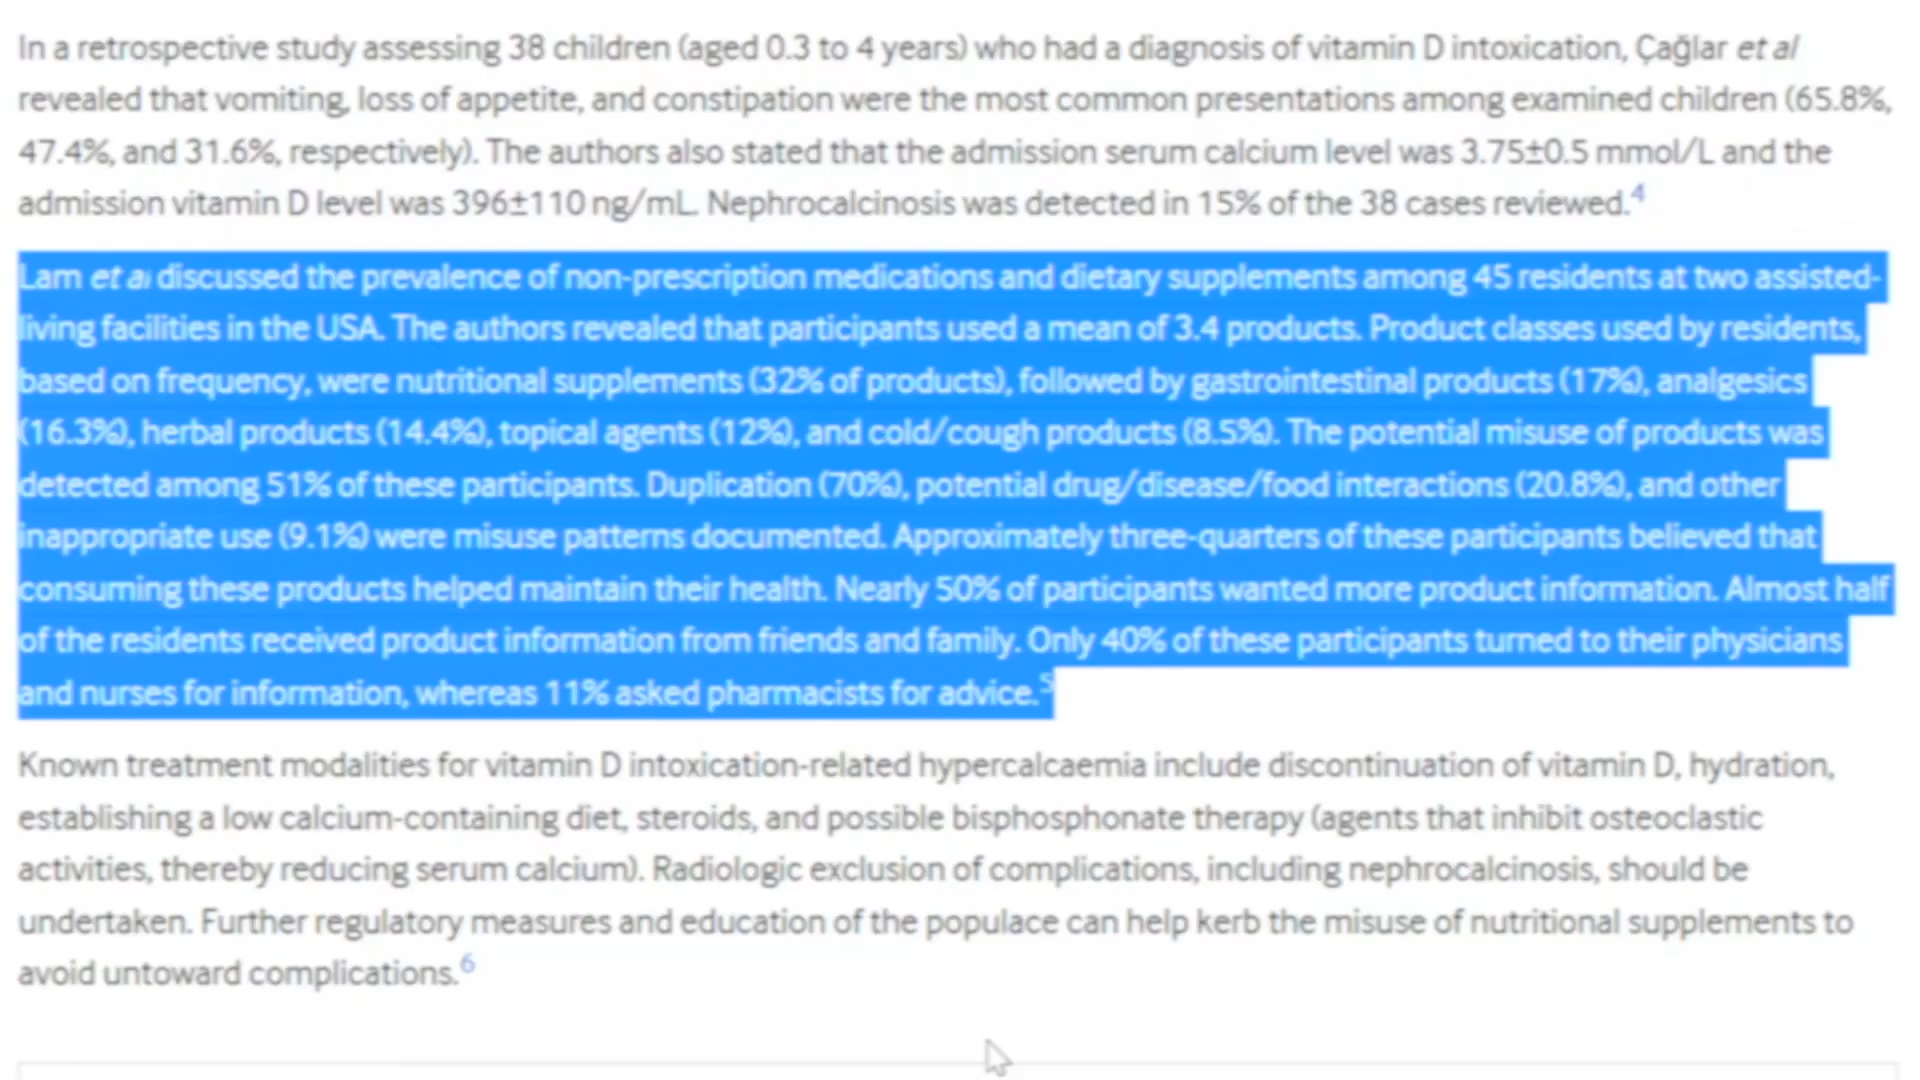 In a retrospective study assessing 38 children (aged 0.3 to 4 years) who had a diagnosis of vitamin D intoxication, Çağlar et al
revealed that vomiting, loss of appetite, and constipation were the most common presentations among examined children (65.8%,
47.4%, and 31.6%, respectively). The authors also stated that the admission serum calcium level was 3.75±0.5 mmol/L and the
admission vitamin D level was 396±110 ng/mL. Nephrocalcinosis was detected in 15% of the 38 cases reviewed.4
Lam et al discussed the prevalence of non-prescription medications and dietary supplements among 45 residents at two assisted-
living facilities in the USA. The authors revealed that participants used a mean of 3.4 products. Product classes used by residents,
based on frequency, were nutritional supplements (32% of products), followed by gastrointestinal products (17%), analgesics
(16.3%), herbal products (14.4%), topical agents (12%), and cold/cough products (8.5%). The potential misuse of products was
detected among 51% of these participants. Duplication (70%), potential drug/disease/food interactions (20.8%), and other
inappropriate use (9.1%) were misuse patterns documented. Approximately three-quarters of these participants believed that
consuming these products helped maintain their health. Nearly 50% of participants wanted more product information. Almost half
of the residents received product information from friends and family. Only 40% of these participants turned to their physicians
and nurses for information, whereas 11% asked pharmacists for advice.5
Known treatment modalities for vitamin D intoxication-related hypercalcaemia include discontinuation of vitamin D, hydration,
establishing a low calcium-containing diet, steroids, and possible bisphosphonate therapy (agents that inhibit osteoclastic
activities, thereby reducing serum calcium). Radiologic exclusion of complications, including nephrocalcinosis, should be
undertaken. Further regulatory measures and education of the populace can help kerb the misuse of nutritional supplements to
avoid untoward complications.6